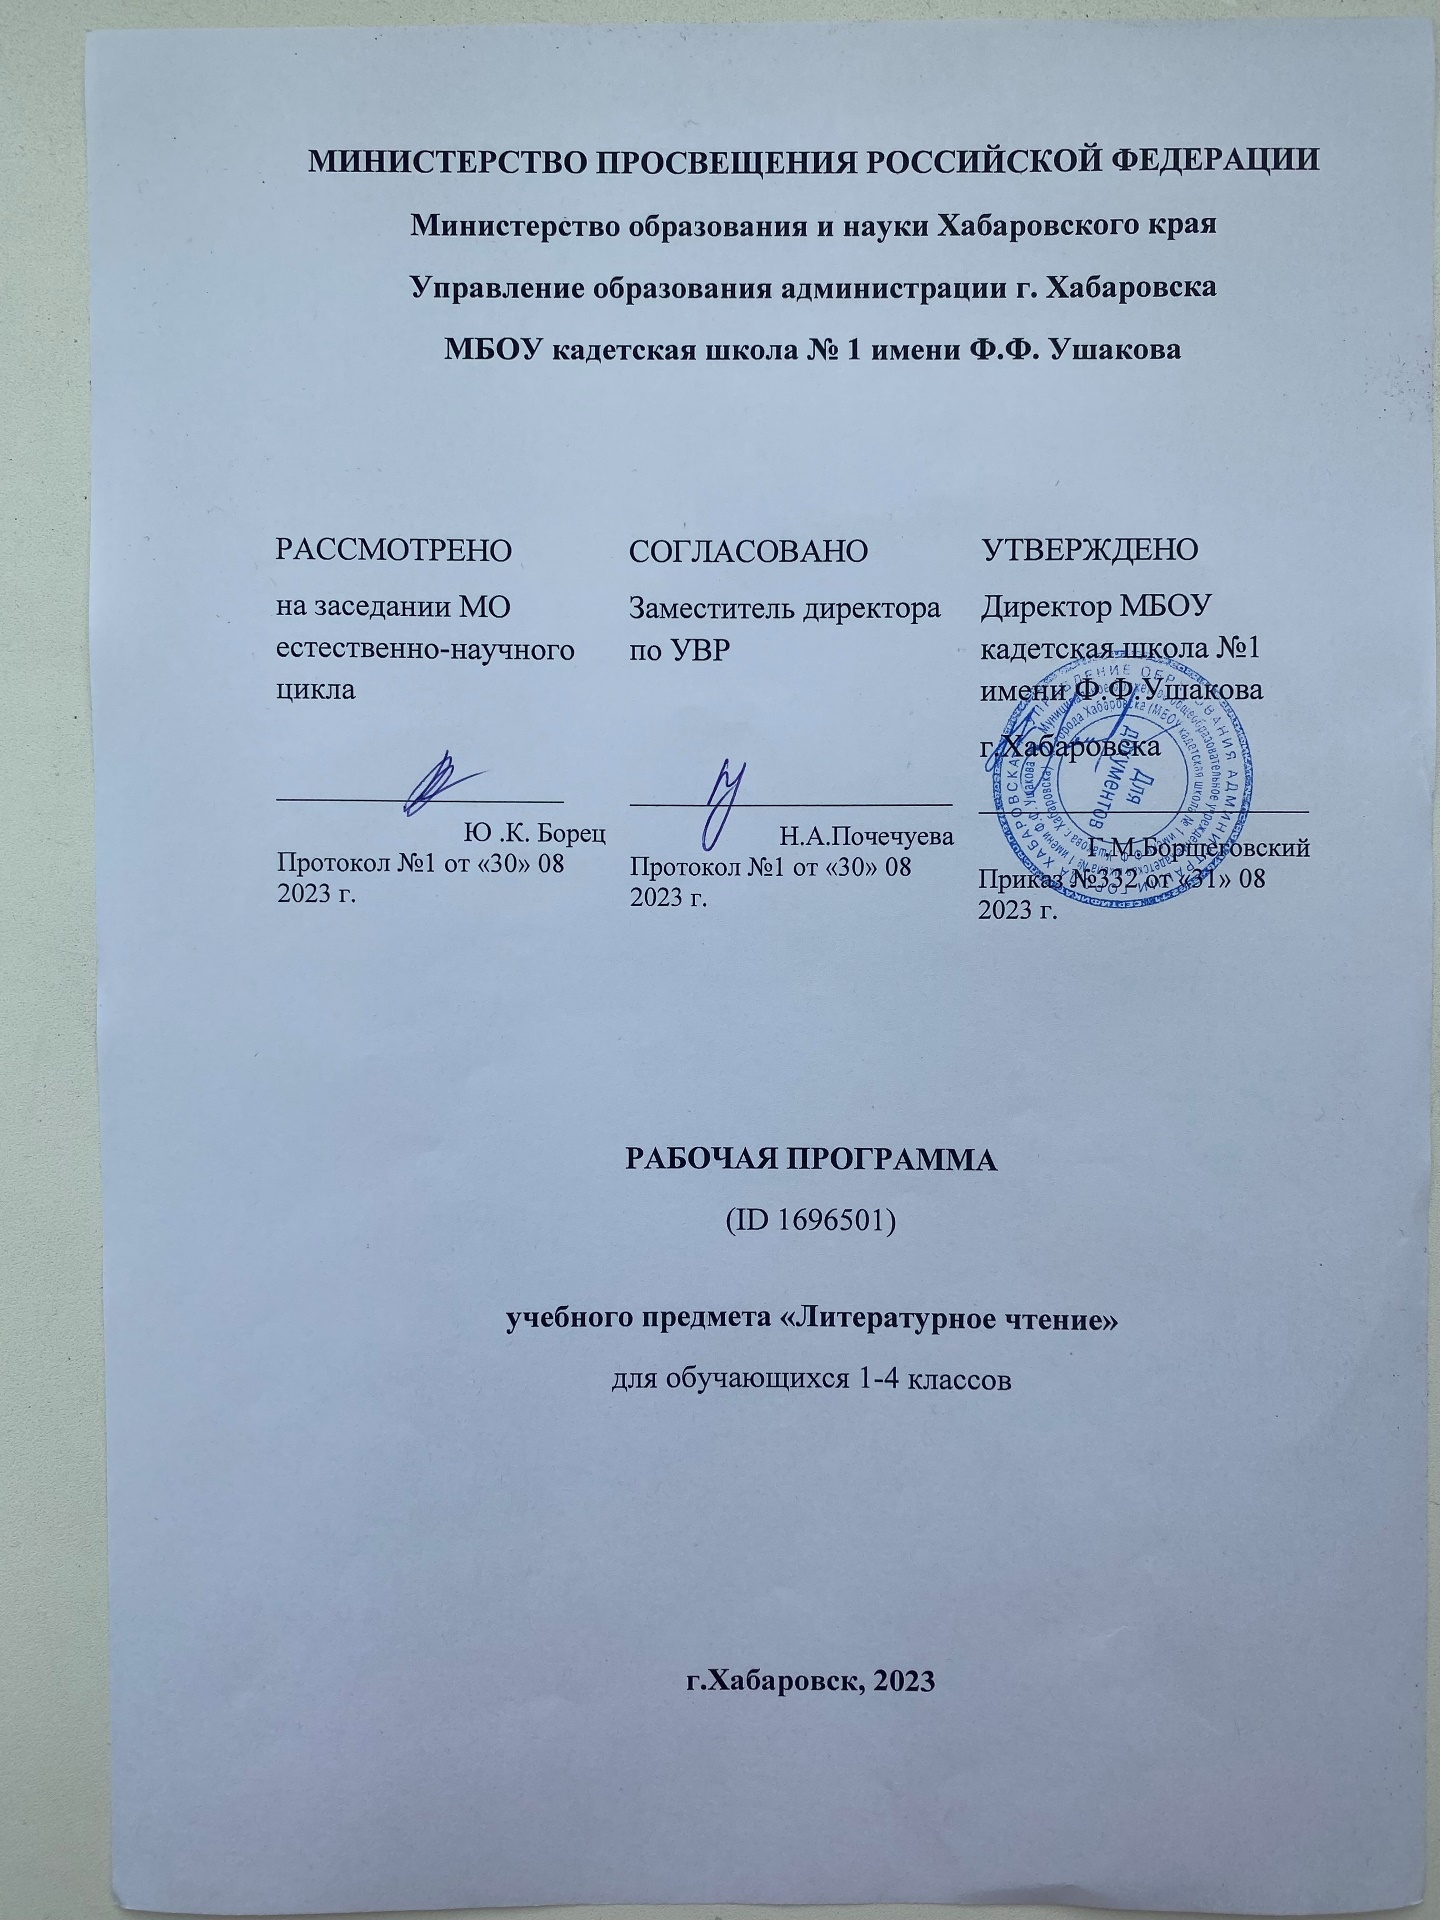 МИНИСТЕРСТВО ПРОСВЕЩЕНИЯ РОССИЙСКОЙ ФЕДЕРАЦИИ
Министерство образования и науки Хабаровского края
Управление образования администрации г. Хабаровска
МБОУ кадетская школа № 1 имени Ф.Ф. Ушакова
РАССМОТРЕНО
на заседании МО
естественно-научного
цикла
Ю .К. Борец
Протокол №1 от «30» 08
2023 г.
СОГЛАСОВАНО
Заместитель директора
по УВР
Н.А.Почечуева
Протокол №1 от «30» 08
2023 г.
УТВЕРЖДЕНО
Директор МБОУ
кадетская школа №1
имени Ф.Ф.Ушакова
г.Хабаровска
Г.М.Борщеговский
Приказ №332 от «31» 08
2023 г.
Для
документов
РАБОЧАЯ ПРОГРАММА
(ID 1696501)
учебного предмета «Литературное чтение»
для обучающихся 1-4 классов
г.Хабаровск, 2023